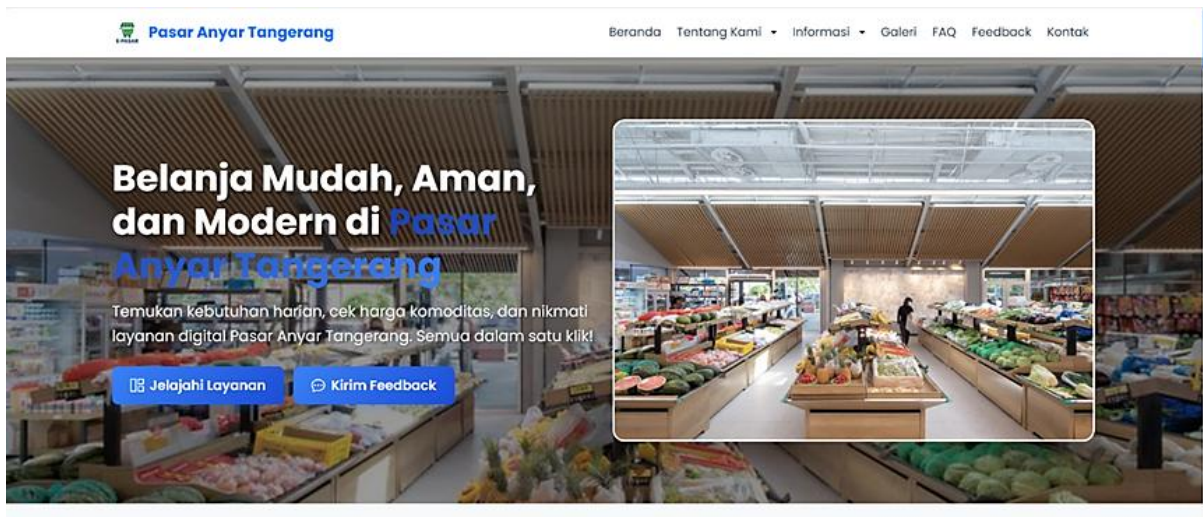 E-PASAR
Pasar Anyar Tangerang
Beranda Tentang Kami Informasi Galeri FAQ Feedback Kontak
Belanja Mudah, Aman,
dan Modern di Pasar
Anyar Tangerang
Temukan kebutuhan harian, cek harga komoditas, dan nikmati
layanan digital Pasar Anyar Tangerang. Semua dalam satu klik!
Jelajahi Layanan Kirim Feedback